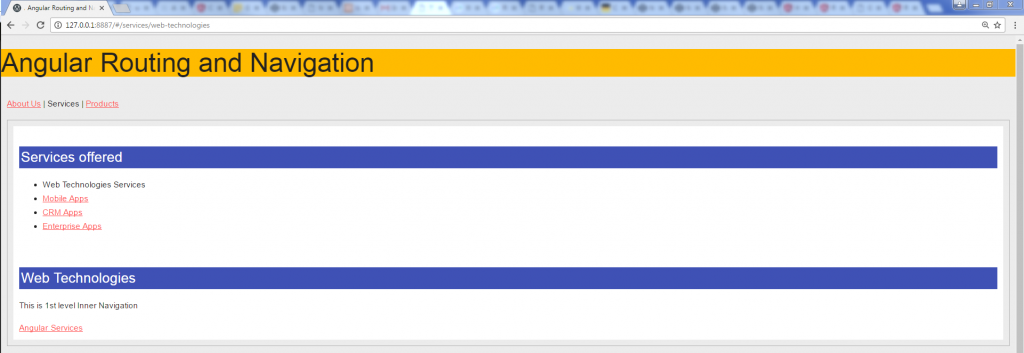 Angular Routing and N
127.0.0.1:8887/#/services/web-technologies
Angular Routing and Navigation
About Us | Services | Products
Services offered
Web Technologies Services
Mobile Apps
CRM Apps
Enterprise Apps
Web Technologies
This is 1st level Inner Navigation
Angular Services